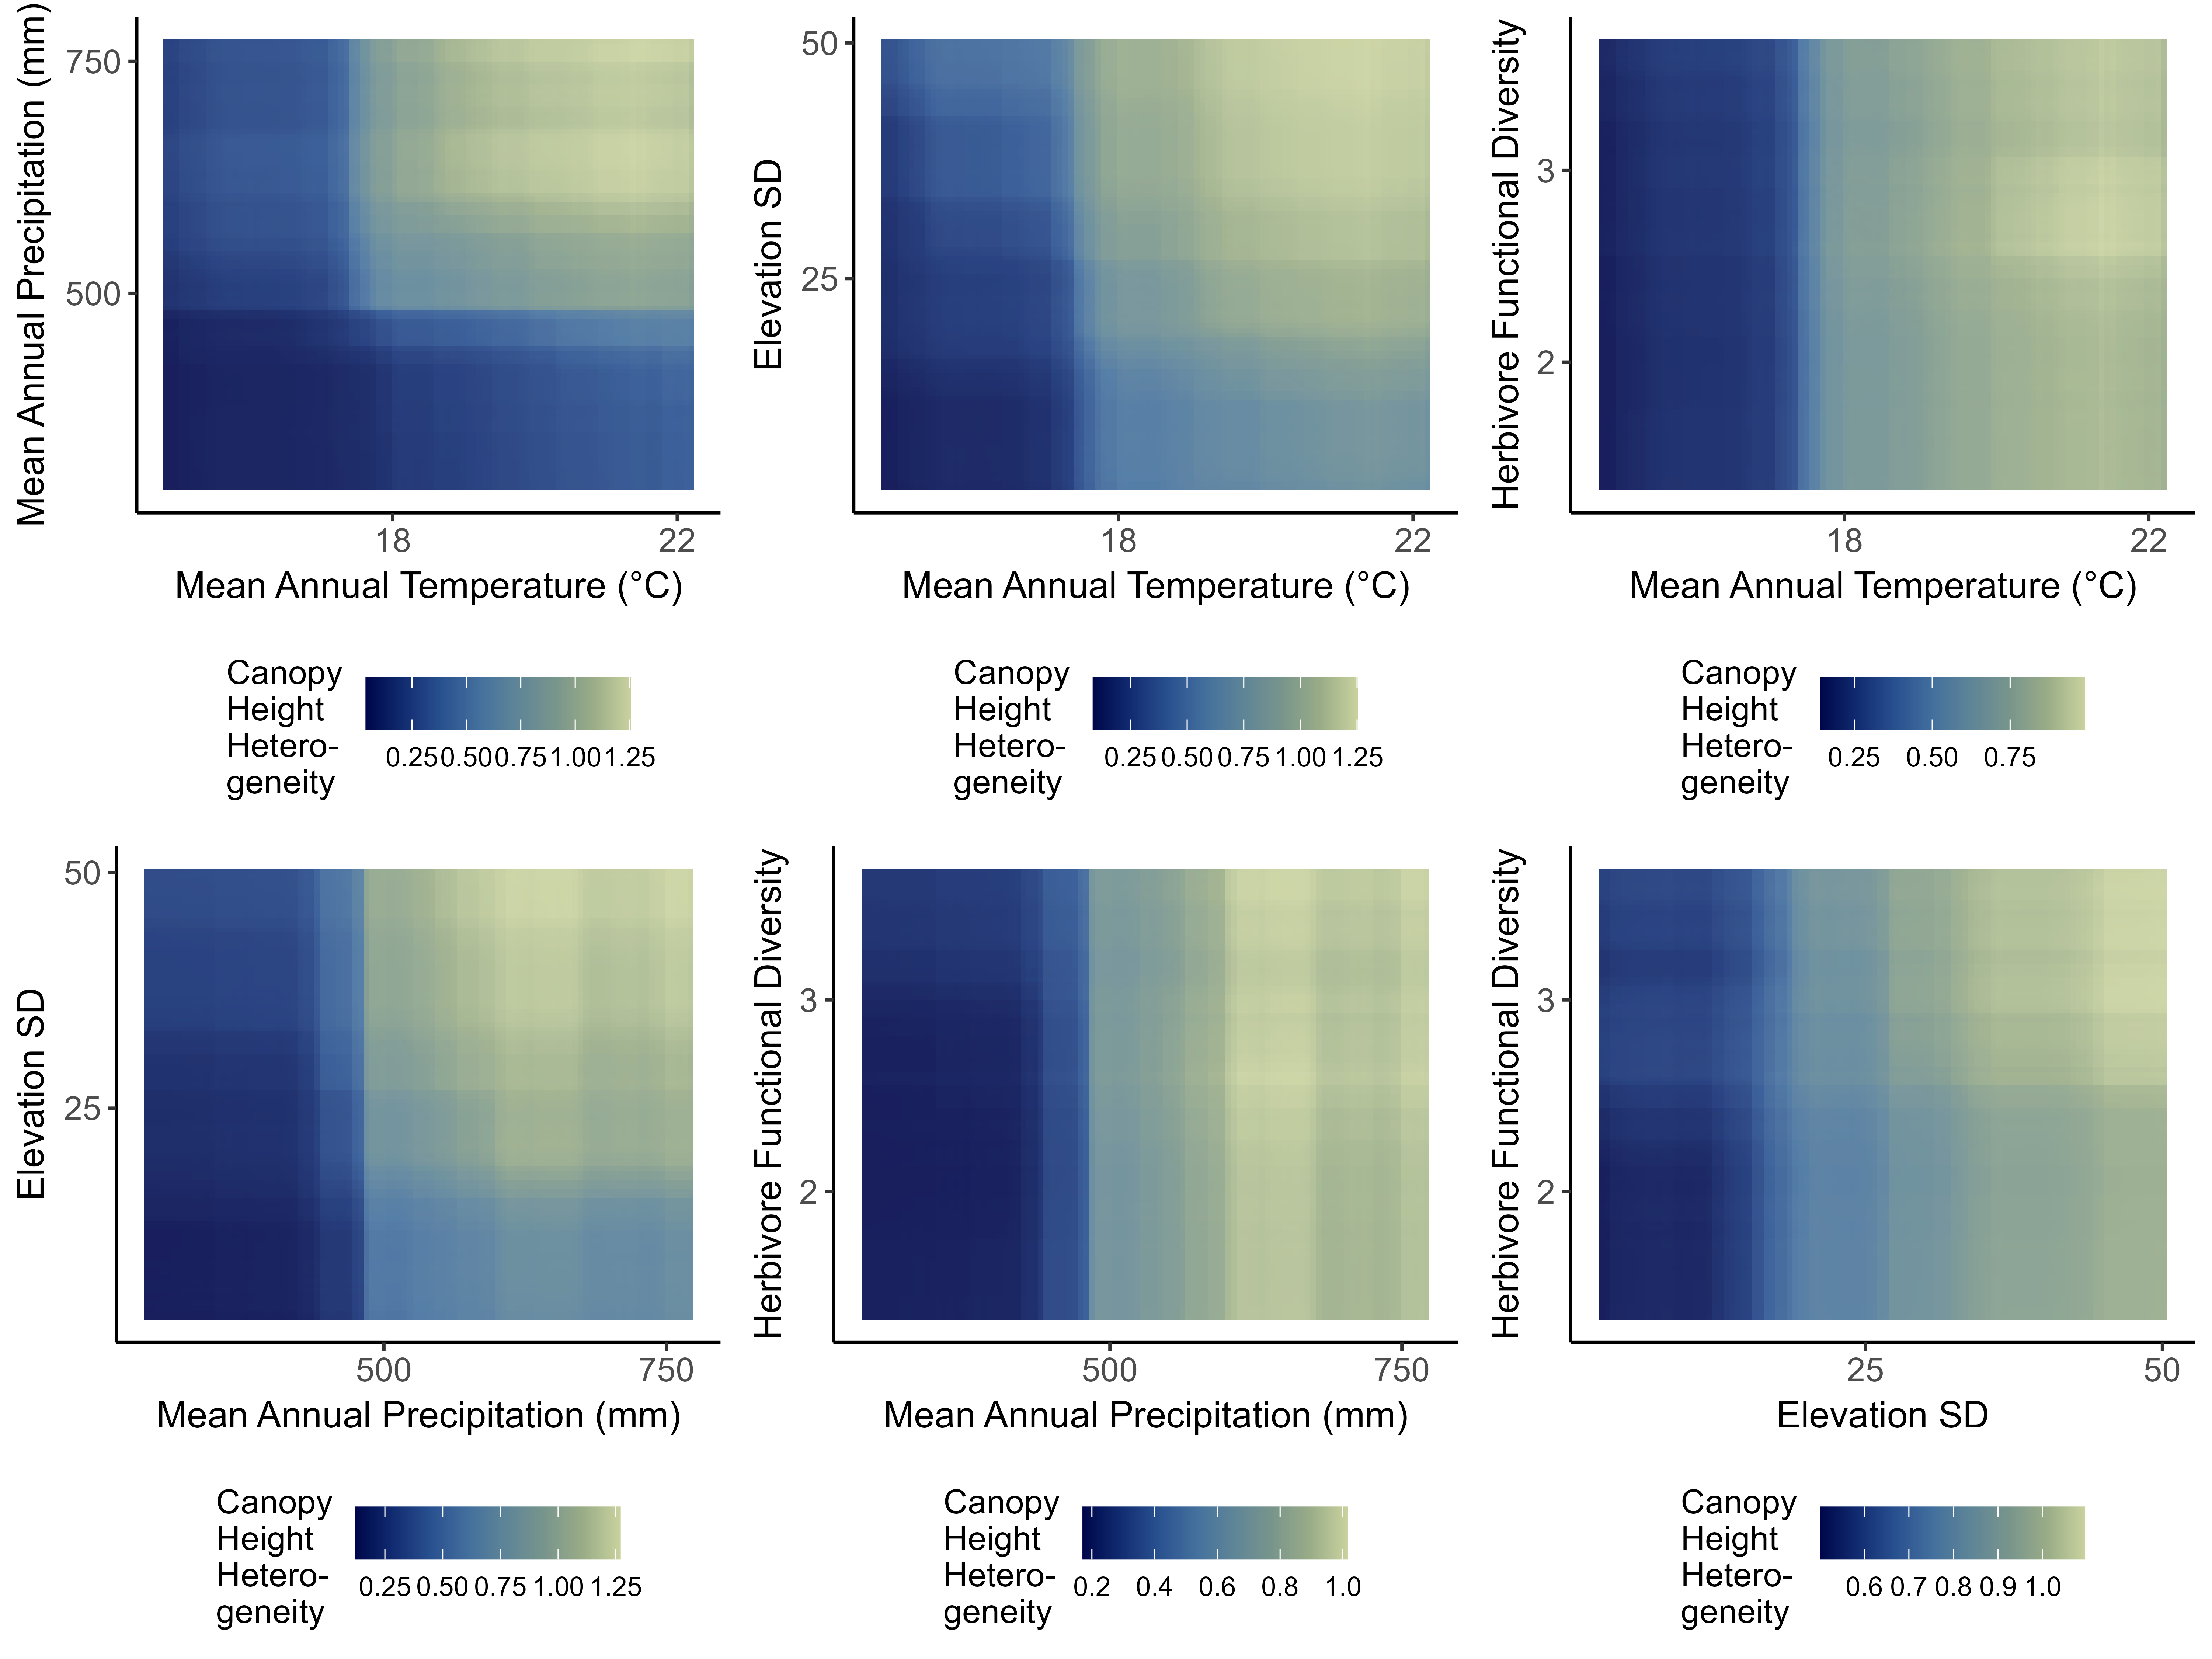 Mean Annual Precipitation (mm)
750
500
18
22
Mean Annual Temperature (°C)
Canopy
Height
Hetero-
geneity
0.25 0.50 0.75 1.00 1.25
Elevation SD
50
25
18
22
Mean Annual Temperature (°C)
Canopy
Height
Hetero-
geneity
0.25 0.50 0.75 1.00 1.25
Herbivore Functional Diversity
3
2
18
22
Mean Annual Temperature (°C)
Canopy
Height
Hetero-
geneity
0.25 0.50 0.75
Elevation SD
50
25
500
750
Mean Annual Precipitation (mm)
Canopy
Height
Hetero-
geneity
0.25 0.50 0.75 1.00 1.25
Herbivore Functional Diversity
3
2
500
750
Mean Annual Precipitation (mm)
Canopy
Height
Hetero-
geneity
0.2 0.4 0.6 0.8 1.0
Herbivore Functional Diversity
3
2
25
50
Elevation SD
Canopy
Height
Hetero-
geneity
0.6 0.7 0.8 0.9 1.0